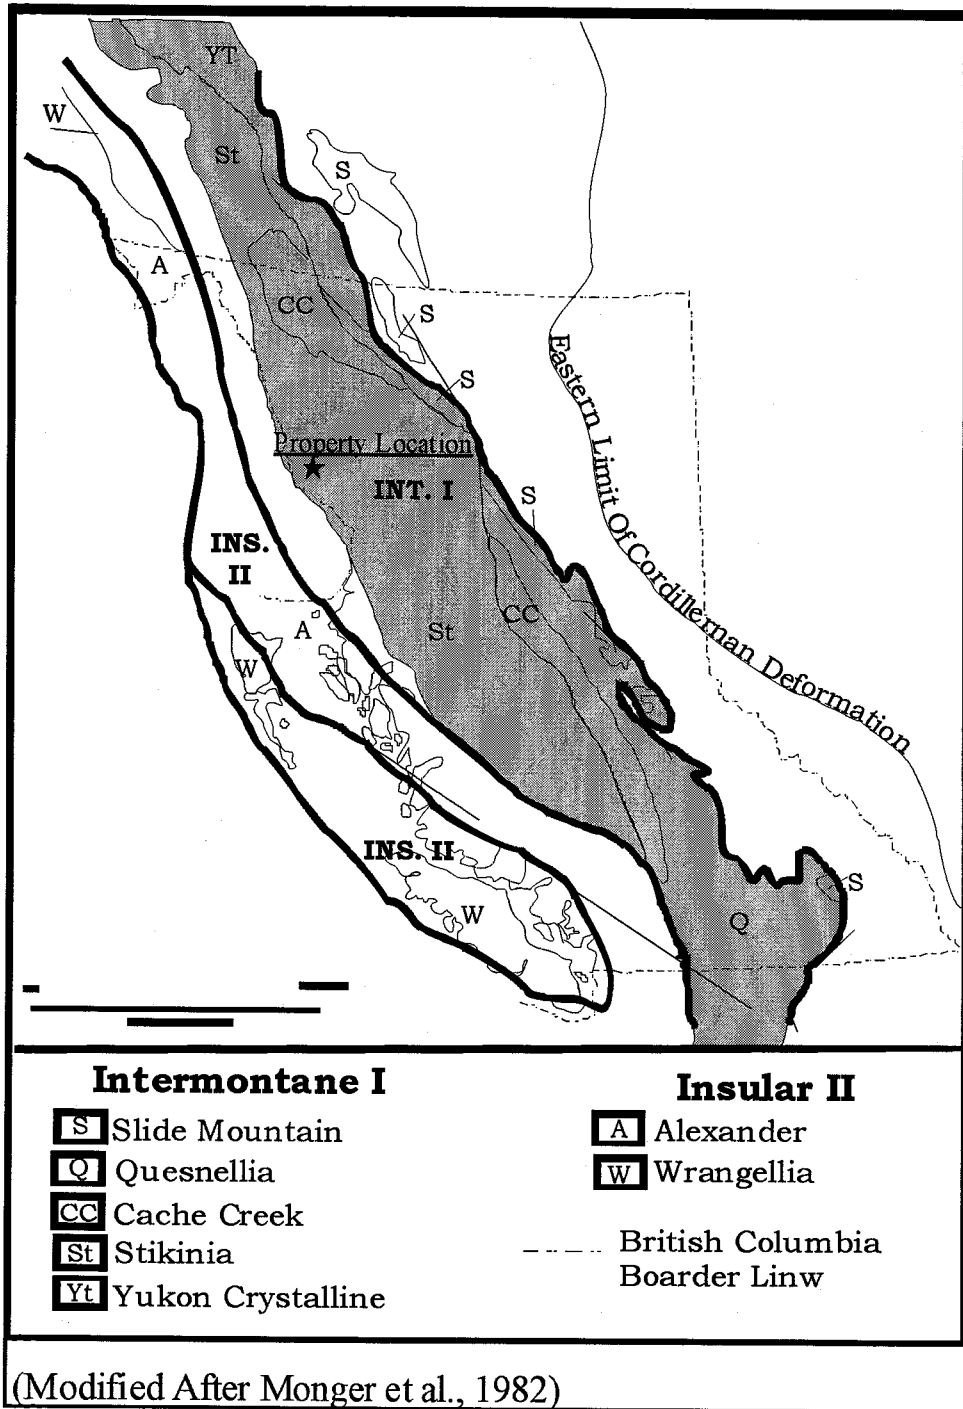 YT
W
St
S
A
CC
S
S
Property Location
INT. I
S
Eastern Limit Of Cordillernan Deformation
INS.
II
CC
A
St
W
S
INS. II
S
W
Q
Intermontane I
S Slide Mountain
Q Quesnellia
CC Cache Creek
St Stikinia
Yt Yukon Crystalline
Insular II
A Alexander
W Wrangellia
British Columbia
Boarder Linw
(Modified After Monger et al., 1982)